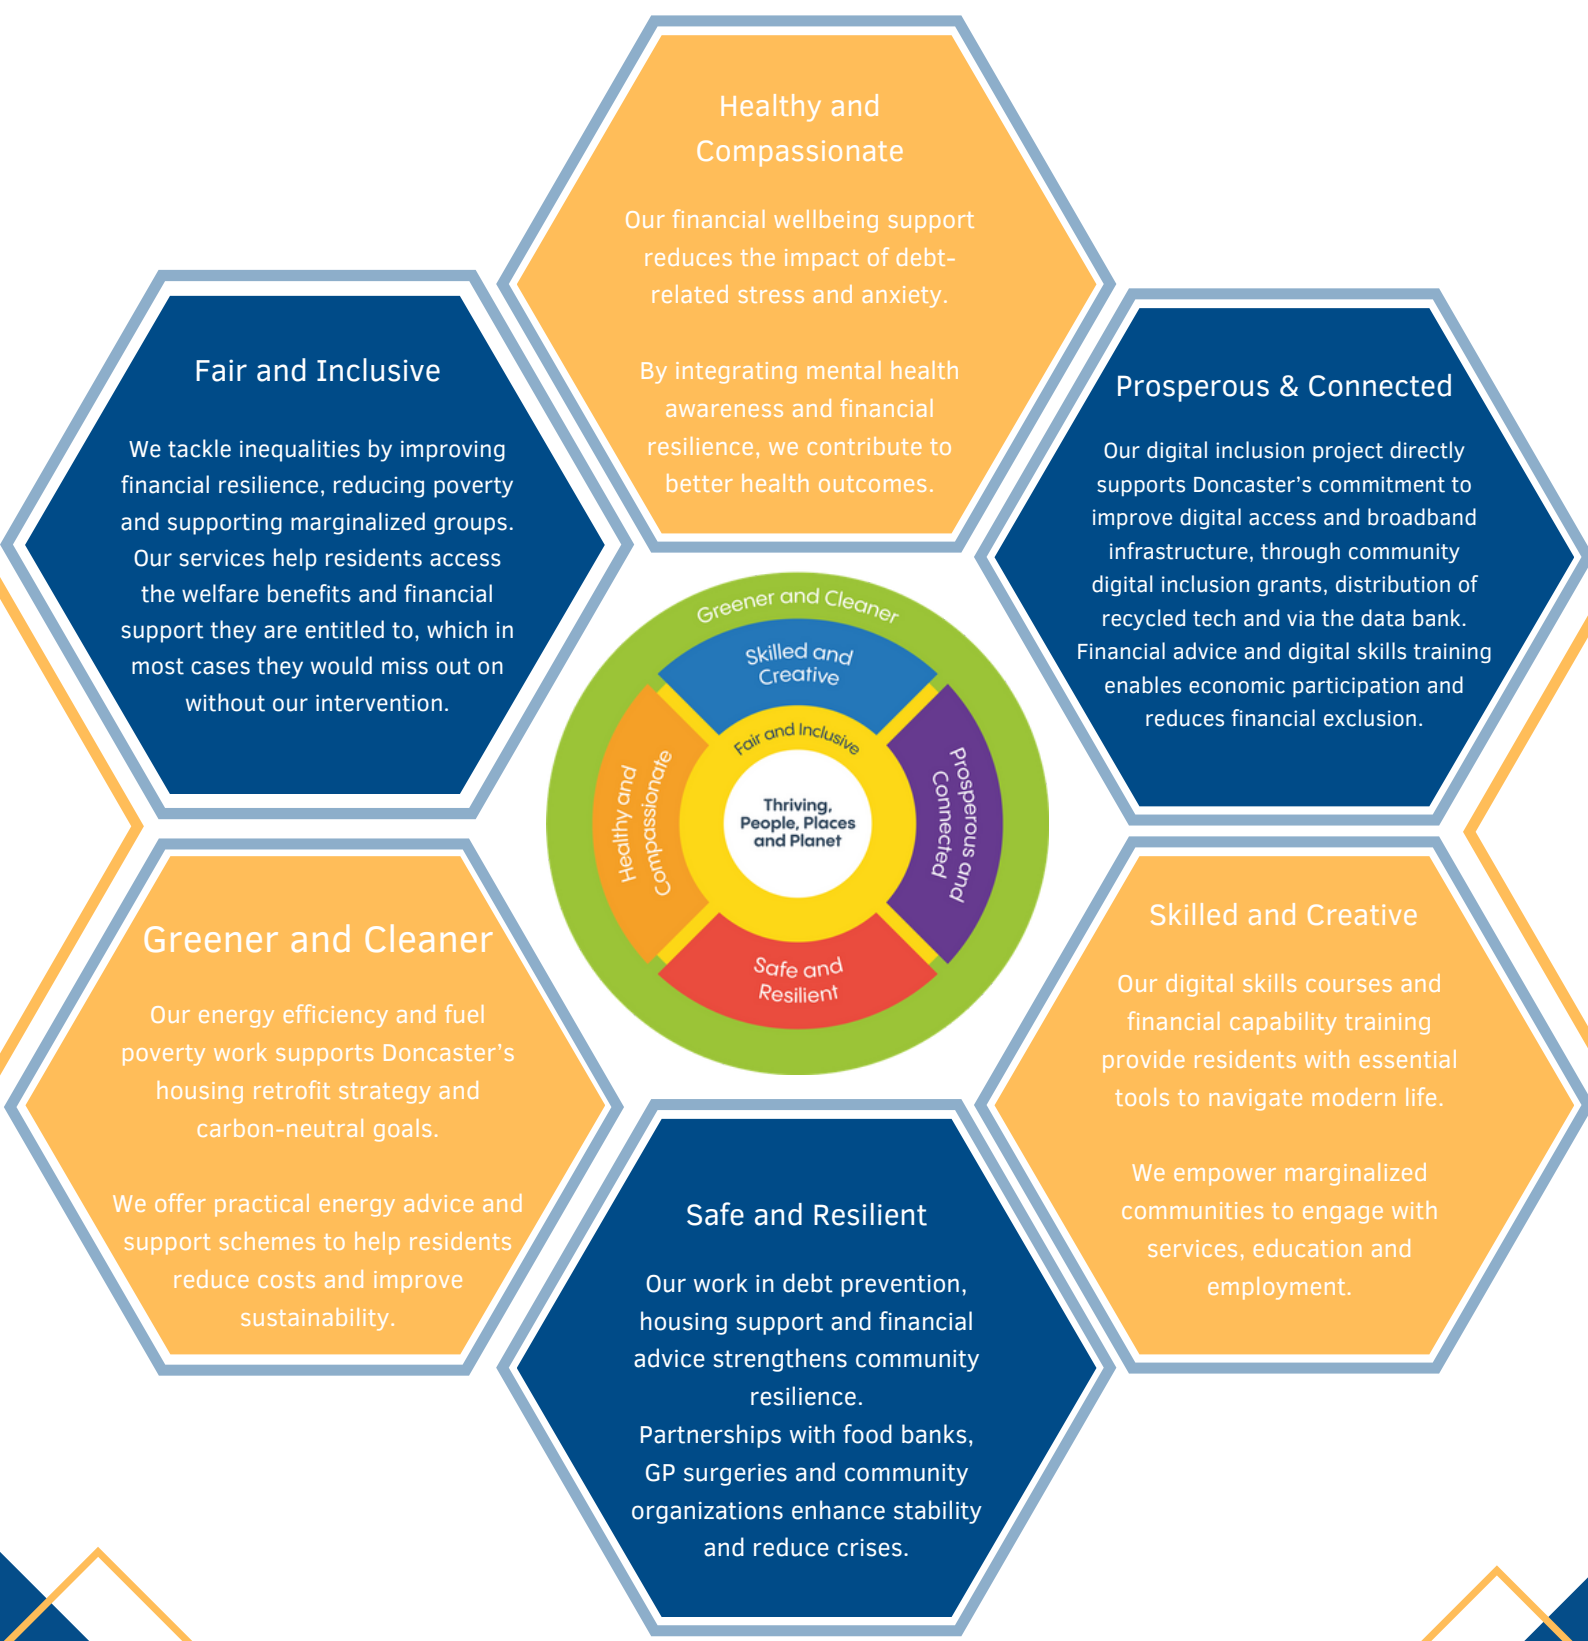 Healthy and
Compassionate
Our financial wellbeing support
reduces the impact of debt-
related stress and anxiety.
By integrating mental health
awareness and financial
resilience, we contribute to
better health outcomes.
Fair and Inclusive
We tackle inequalities by improving
financial resilience, reducing poverty
and supporting marginalized groups.
Our services help residents access
the welfare benefits and financial
support they are entitled to, which in
most cases they would miss out on
without our intervention.
Prosperous & Connected
Our digital inclusion project directly
supports Doncaster’s commitment to
improve digital access and broadband
infrastructure, through community
digital inclusion grants, distribution of
recycled tech and via the data bank.
Financial advice and digital skills training
enables economic participation and
reduces financial exclusion.
Greener and Cleaner
Skilled and
Creative
Fair and Inclusive
Healthy and
Compassionate
Thriving,
People, Places
and Planet
Prosperous and
Connected
Safe and
Resilient
Greener and Cleaner
Our energy efficiency and fuel
poverty work supports Doncaster’s
housing retrofit strategy and
carbon-neutral goals.
We offer practical energy advice and
support schemes to help residents
reduce costs and improve
sustainability.
Skilled and Creative
Our digital skills courses and
financial capability training
provide residents with essential
tools to navigate modern life.
We empower marginalized
communities to engage with
services, education and
employment.
Safe and Resilient
Our work in debt prevention,
housing support and financial
advice strengthens community
resilience.
Partnerships with food banks,
GP surgeries and community
organizations enhance stability
and reduce crises.